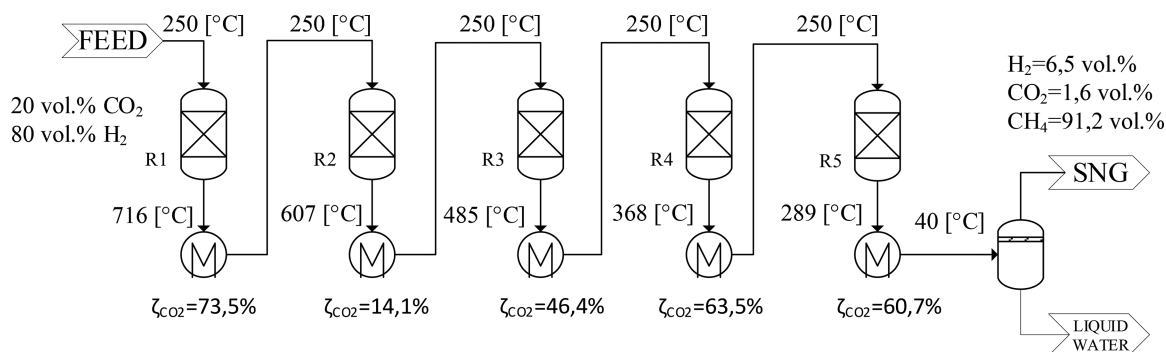 FEED
250 [°C]
250 [°C]
250 [°C]
250 [°C]
250 [°C]
20 vol.% CO₂
80 vol.% H₂
H₂=6,5 vol.%
CO₂=1,6 vol.%
CH₄=91,2 vol.%
R1
R2
R3
R4
R5
SNG
716 [°C]
607 [°C]
485 [°C]
368 [°C]
289 [°C]
40 [°C]
ζCO2=73,5%
ζCO2=14,1%
ζCO2=46,4%
ζCO2=63,5%
ζCO2=60,7%
LIQUID
WATER